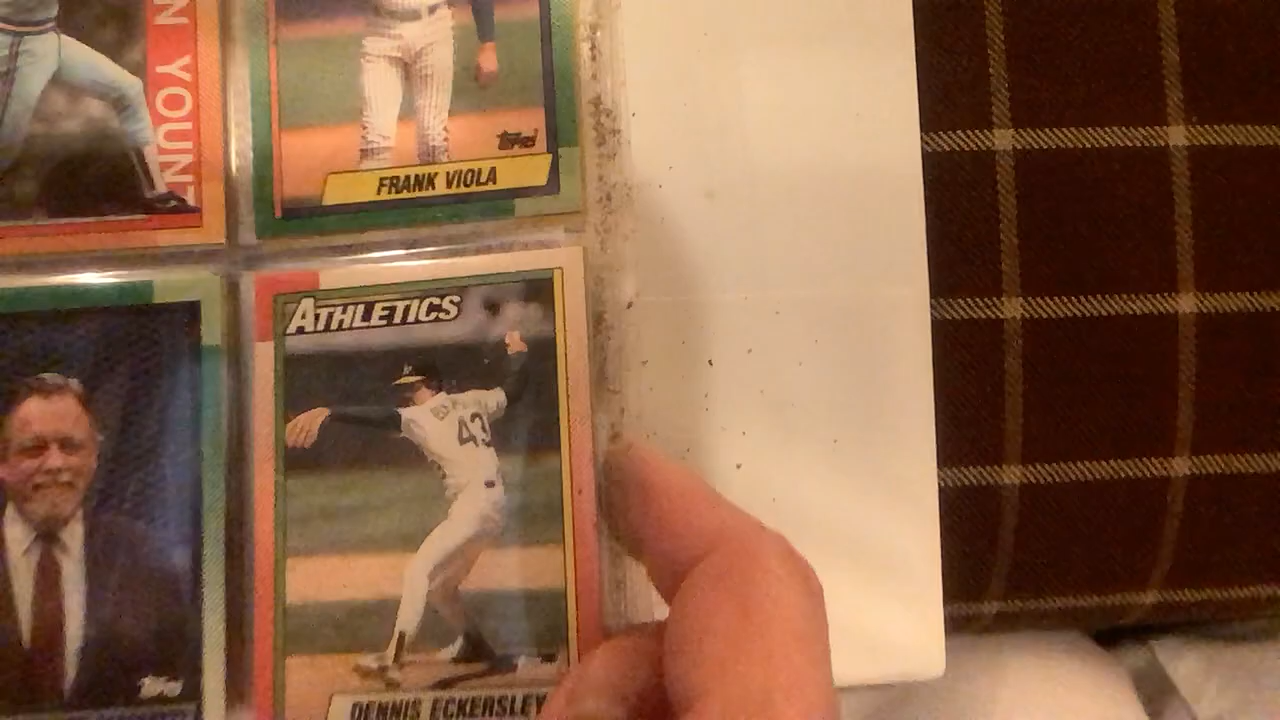 N YOUNT
Topps
FRANK VIOLA
ATHLETICS
43
Topps
DENNIS ECKERSLEY